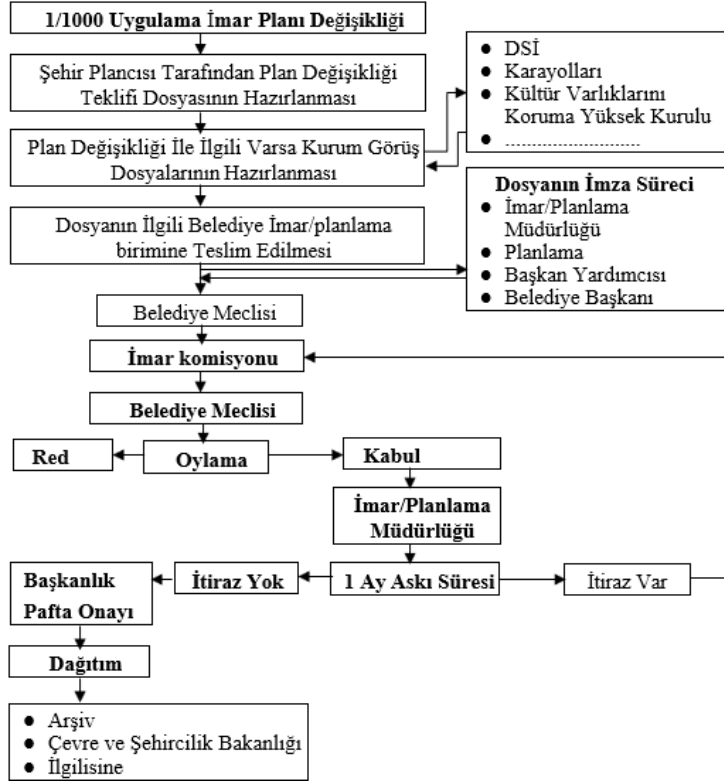 1/1000 Uygulama İmar Planı Değişikliği
Şehir Plancısı Tarafından Plan Değişikliği
Teklifi Dosyasının Hazırlanması
Plan Değişikliği İle İlgili Varsa Kurum Görüş
Dosyalarının Hazırlanması
● DSİ
● Karayolları
● Kültür Varlıklarını
Koruma Yüksek Kurulu
● .........................
Dosyanın İlgili Belediye İmar/planlama
birimine Teslim Edilmesi
Dosyanın İmza Süreci
● İmar/Planlama
Müdürlüğü
● Planlama
● Başkan Yardımcısı
● Belediye Başkanı
Belediye Meclisi
İmar komisyonu
Belediye Meclisi
Red
Oylama
Kabul
İmar/Planlama
Müdürlüğü
Başkanlık
Pafta Onayı
İtiraz Yok
1 Ay Askı Süresi
İtiraz Var
Dağıtım
● Arşiv
● Çevre ve Şehircilik Bakanlığı
● İlgilisine